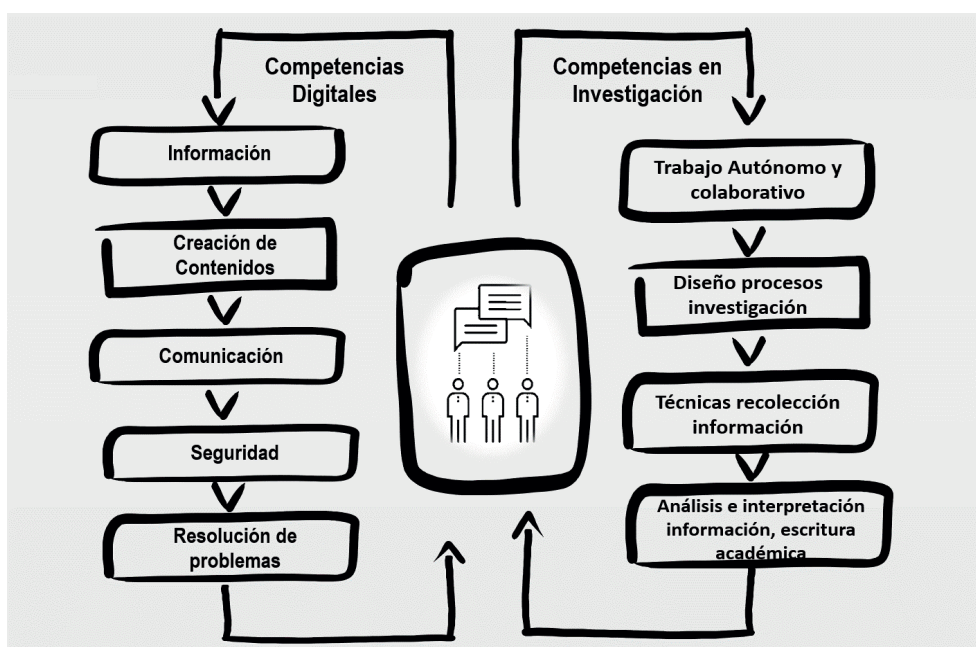 Competencias
Digitales
Información
Creación de
Contenidos
Comunicación
Seguridad
Resolución de
problemas
Competencias en
Investigación
Trabajo Autónomo y
colaborativo
Diseño procesos
investigación
Técnicas recolección
información
Análisis e interpretación
información, escritura
académica